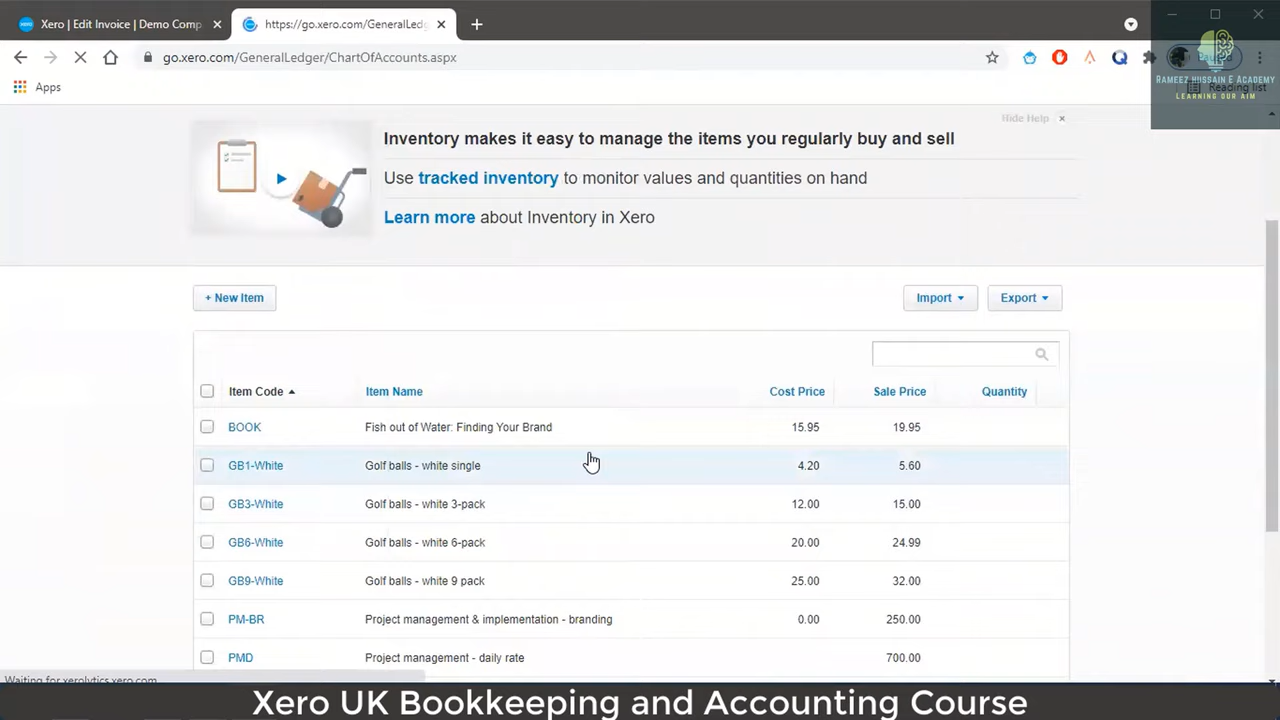 Xero | Edit Invoice | Demo Comp
https://go.xero.com/GeneralLedg
go.xero.com/GeneralLedger/ChartOfAccounts.aspx
Apps
Reading list
RAMEEZ HUSSAIN E ACADEMY
LEARNING OUR AIM
Hide Help
Inventory makes it easy to manage the items you regularly buy and sell
Use tracked inventory to monitor values and quantities on hand
Learn more about Inventory in Xero
+ New Item
Import
Export
Item Code Item Name Cost Price Sale Price Quantity
BOOK Fish out of Water: Finding Your Brand 15.95 19.95
GB1-White Golf balls - white single 4.20 5.60
GB3-White Golf balls - white 3-pack 12.00 15.00
GB6-White Golf balls - white 6-pack 20.00 24.99
GB9-White Golf balls - white 9 pack 25.00 32.00
PM-BR Project management & implementation - branding 0.00 250.00
PMD Project management - daily rate 700.00
Waiting for xerolytics.xero.com
Xero UK Bookkeeping and Accounting Course